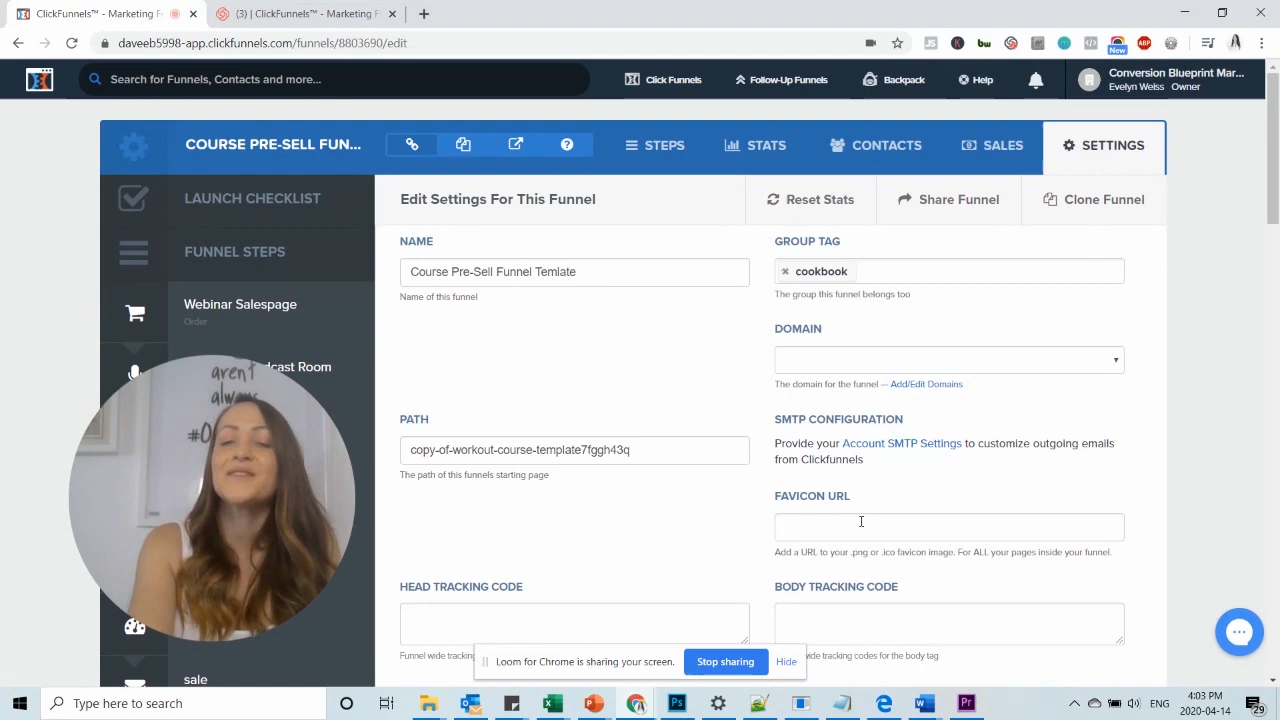 ClickFunnels™ - Marketing F
(3) | ClickFunnels™ - Marketing F
daveeb5998-app.clickfunnels.com/funnels/8803690/edit
JS
K
bw
ABP
New
Search for Funnels, Contacts and more...
Click Funnels
Follow-Up Funnels
Backpack
Help
Conversion Blueprint Mar...
Evelyn Weiss Owner
COURSE PRE-SELL FUN...
STEPS
STATS
CONTACTS
SALES
SETTINGS
LAUNCH CHECKLIST
FUNNEL STEPS
Webinar Salespage
Order
dcast Room
sale
Edit Settings For This Funnel
Reset Stats
Share Funnel
Clone Funnel
NAME
Course Pre-Sell Funnel Temlate
Name of this funnel
GROUP TAG
cookbook
The group this funnel belongs too
DOMAIN
The domain for the funnel — Add/Edit Domains
PATH
copy-of-workout-course-template7fggh43q
The path of this funnels starting page
SMTP CONFIGURATION
Provide your Account SMTP Settings to customize outgoing emails
from Clickfunnels
FAVICON URL
Add a URL to your .png or .ico favicon image. For ALL your pages inside your funnel.
HEAD TRACKING CODE
Funnel wide tracking
BODY TRACKING CODE
wide tracking codes for the body tag
aren't
alw
Loom for Chrome is sharing your screen.
Stop sharing
Hide
Type here to search
4:03 PM
2020-04-14
29